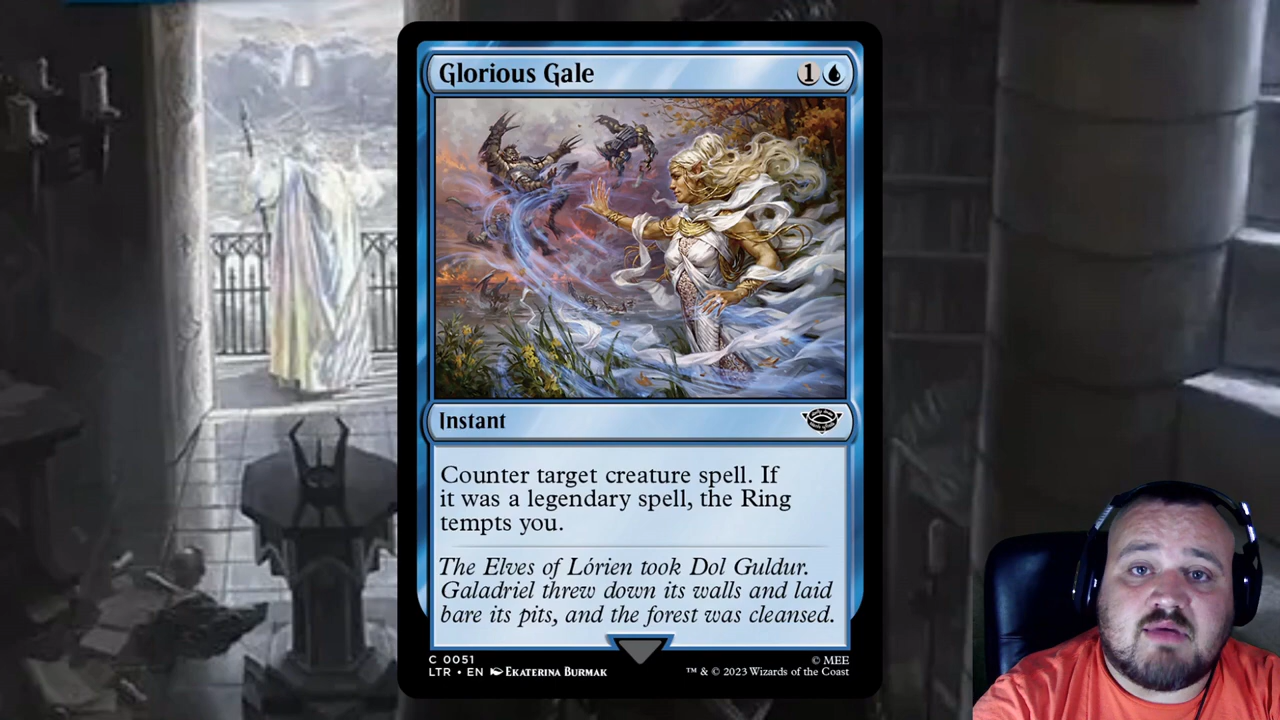 Glorious Gale 1
Instant
Counter target creature spell. If
it was a legendary spell, the Ring
tempts you.
The Elves of Lórien took Dol Guldur.
Galadriel threw down its walls and laid
bare its pits, and the forest was cleansed.
C 0051 © MEE
LTR • EN EKATERINA BURMAK ™ & © 2023 Wizards of the Coast